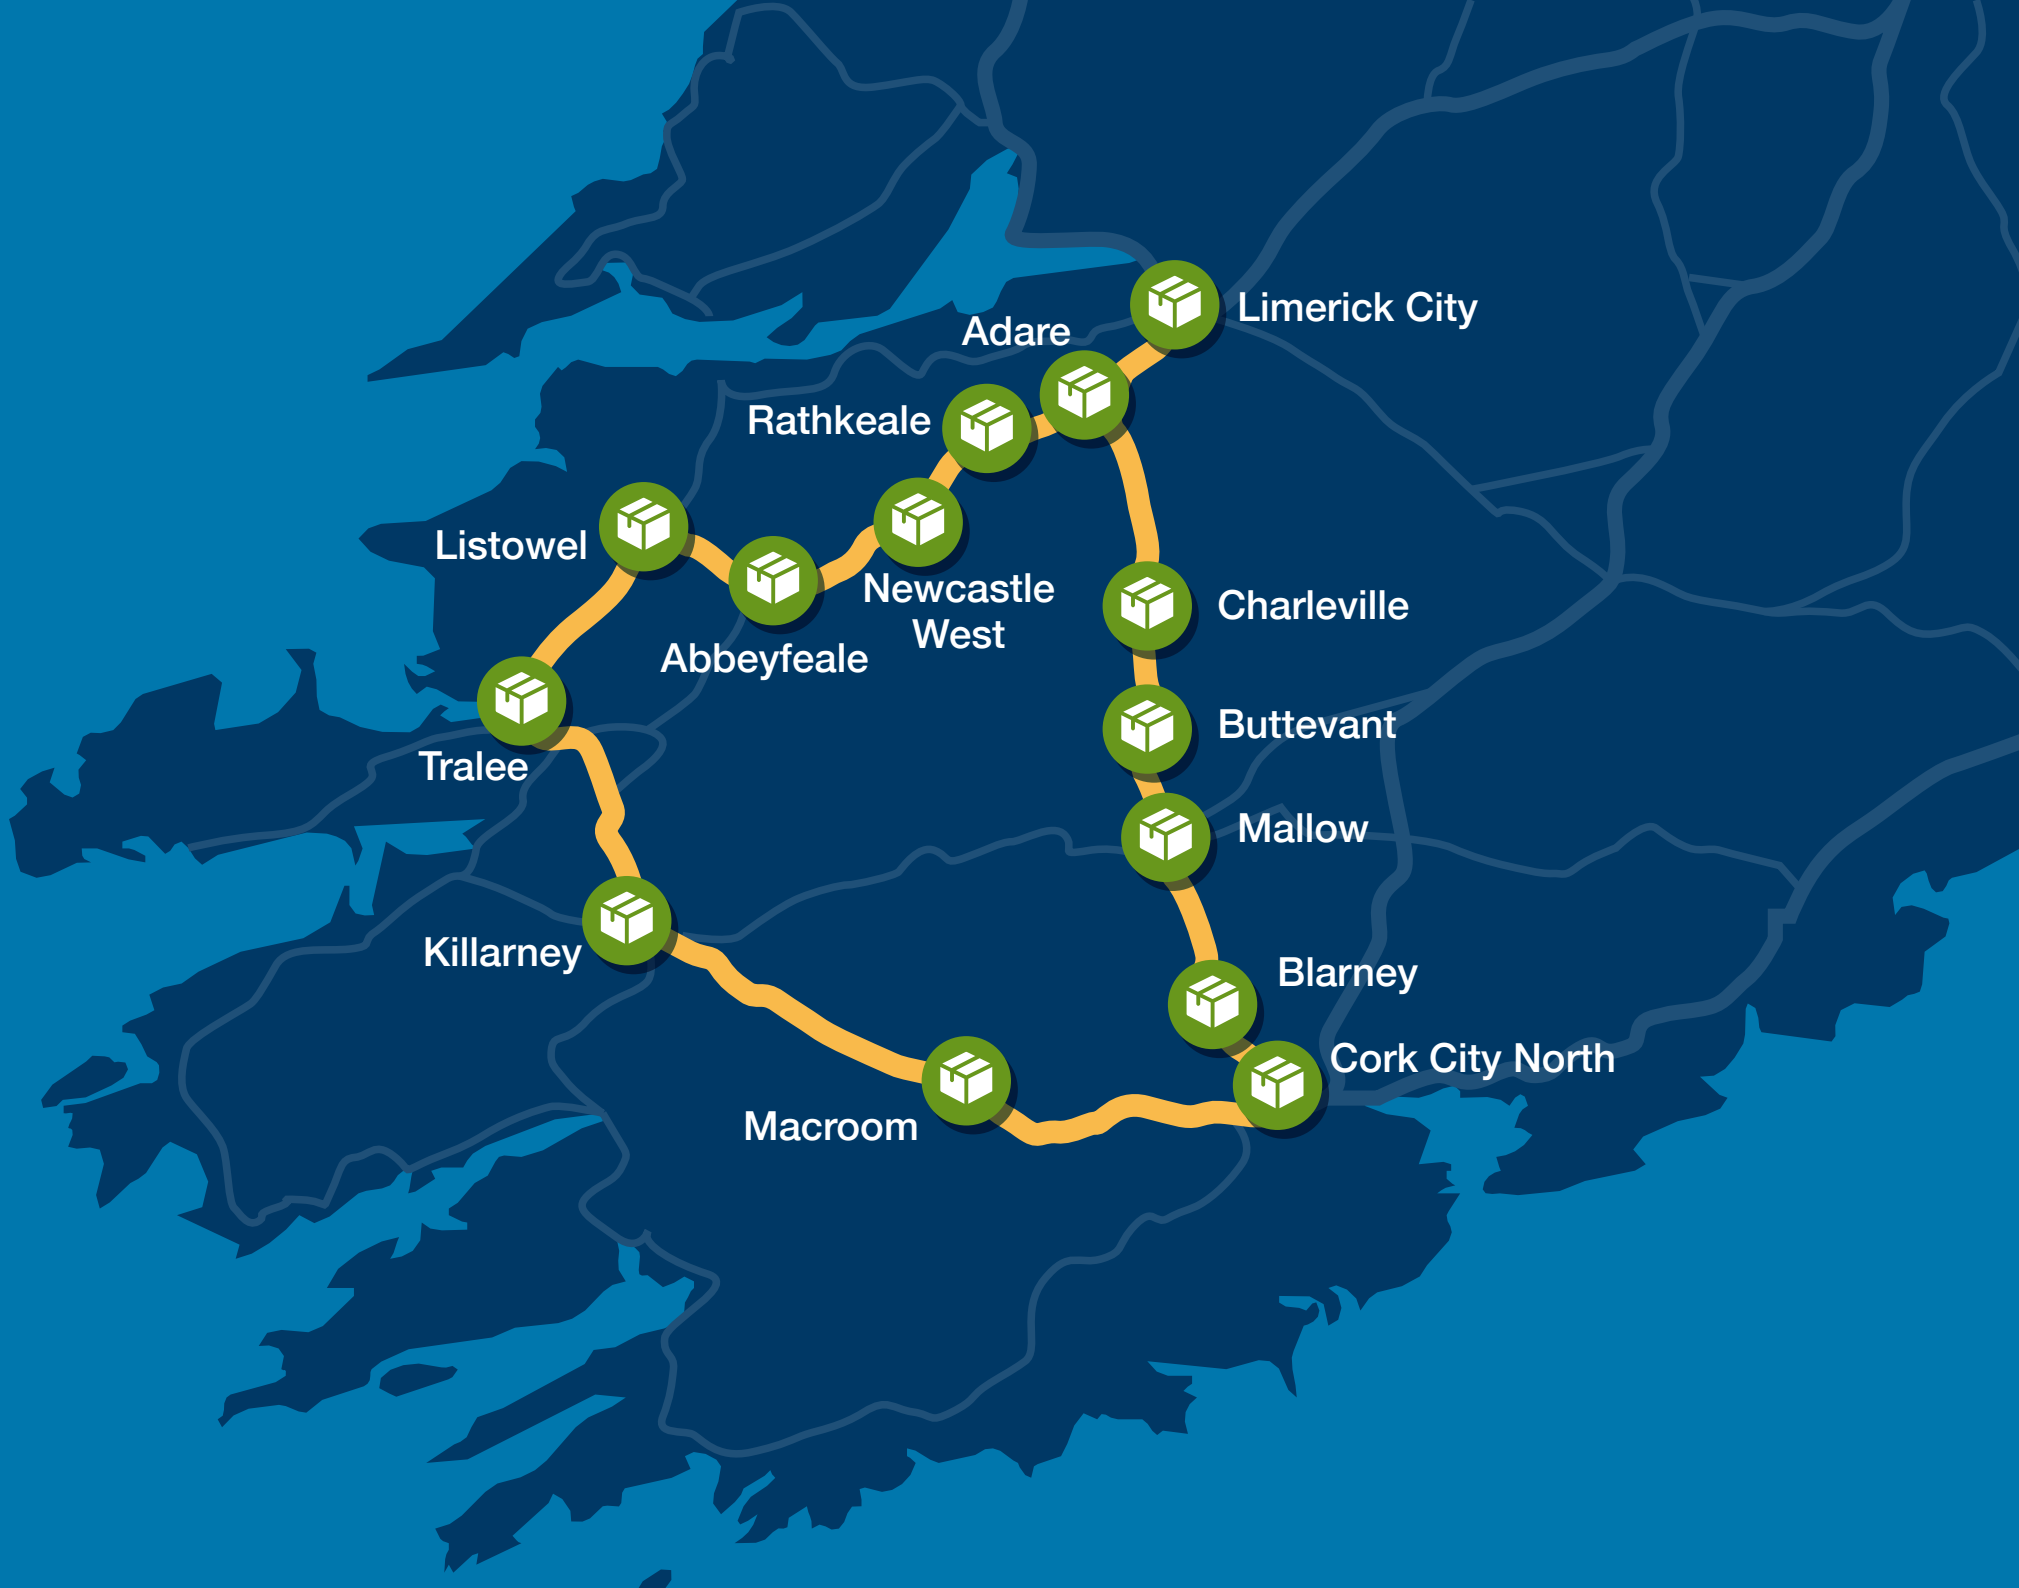 Limerick City
Adare
Rathkeale
Listowel
Newcastle
West
Charleville
Abbeyfeale
Buttevant
Tralee
Mallow
Killarney
Blarney
Cork City North
Macroom